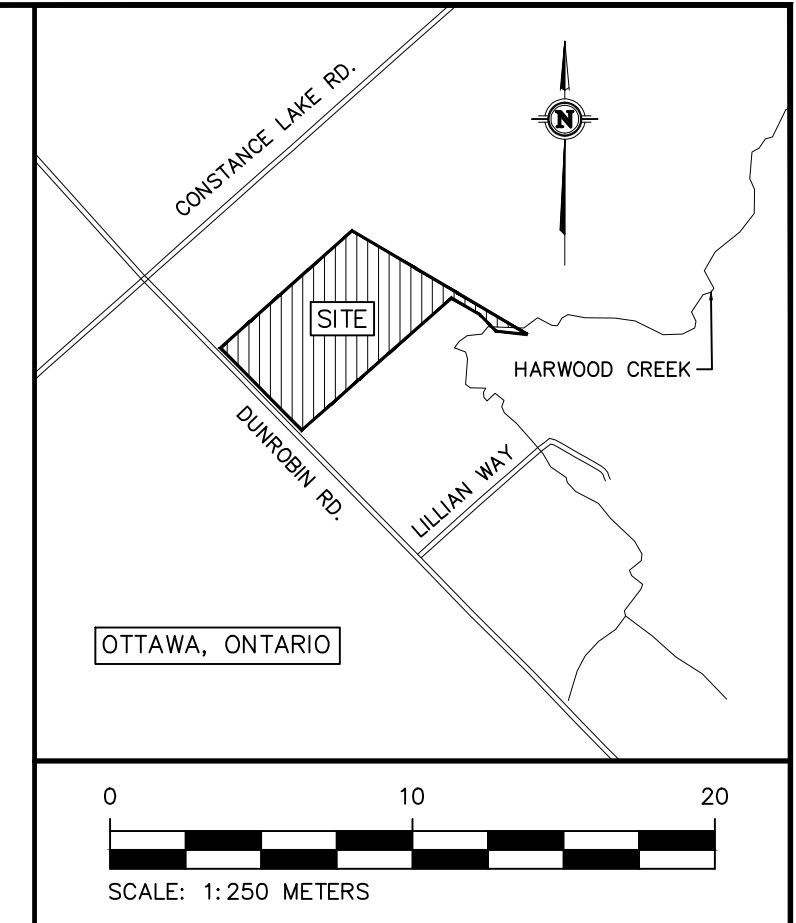 CONSTANCE LAKE RD.
N
SITE
HARWOOD CREEK
DUNROBIN RD.
LILLIAN WAY
OTTAWA, ONTARIO
0 10 20
SCALE: 1:250 METERS